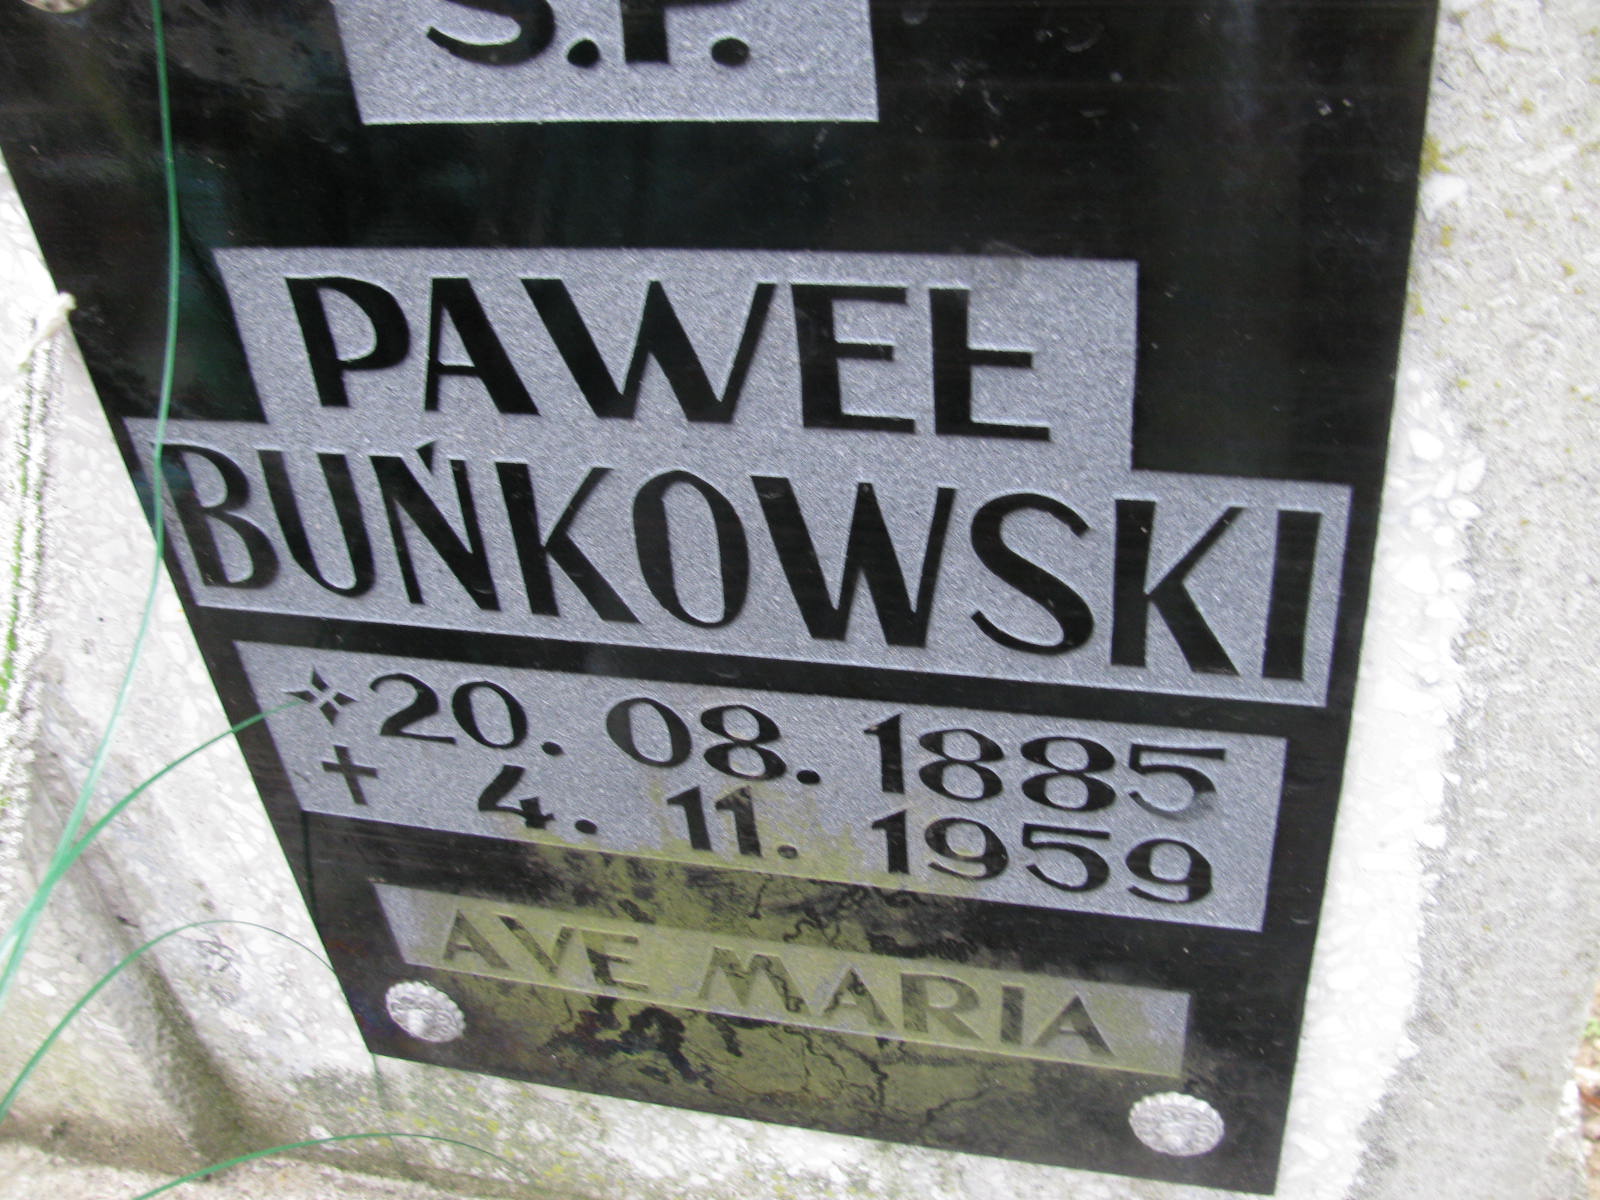 Ś.P.
PAWEŁ
BUŃKOWSKI
20. 08. 1885
4. 11. 1959
AVE MARIA